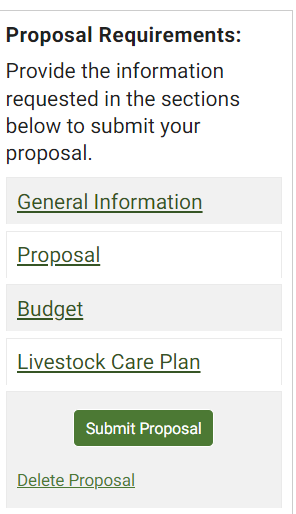 Proposal Requirements:
Provide the information
requested in the sections
below to submit your
proposal.
General Information
Proposal
Budget
Livestock Care Plan
Submit Proposal
Delete Proposal